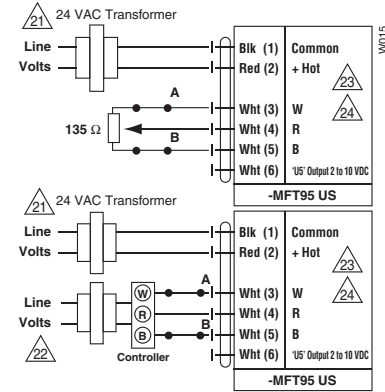 21 24 VAC Transformer
Line
Volts
Blk (1) Common
Red (2) + Hot
23
A
Wht (3) W
24
135 Ω
Wht (4) R
B
Wht (5) B
Wht (6) 'U5' Output 2 to 10 VDC
-MFT95 US
W015
21 24 VAC Transformer
Line
Volts
Blk (1) Common
Red (2) + Hot
23
A
W
Wht (3) W
24
Line
R
Wht (4) R
Volts
B
B
Wht (5) B
22
Controller
Wht (6) 'U5' Output 2 to 10 VDC
-MFT95 US